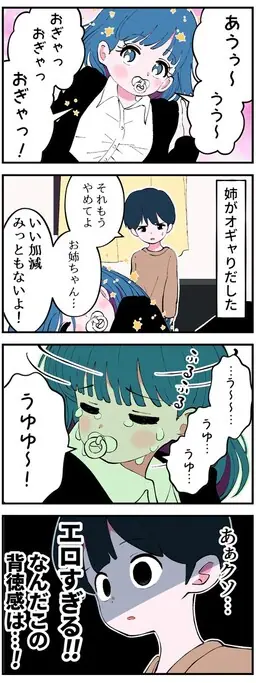 あうぅ〜
うう〜
おぎゃっ
おぎゃっ
おぎゃっ!
姉がオギャりだした
それもう
やめてよ
お姉ちゃん…
いい加減
みっともないよ!
…う〜…
うゆ…
うゆ…
ぷるぷる
うゆゆ〜!
あぁクソ…
エロすぎる!!
なんだこの
背徳感は…!